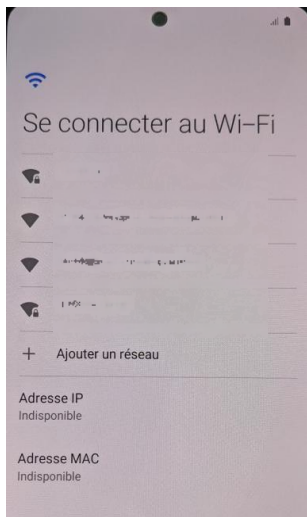 Se connecter au Wi-Fi
+ Ajouter un réseau
Adresse IP
Indisponible
Adresse MAC
Indisponible